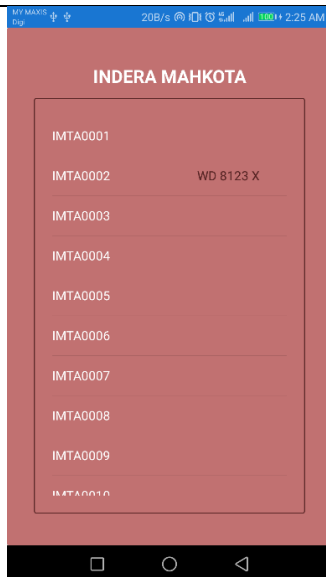 MY MAXIS
Digi
20B/s 100 2:25 AM
INDERA MAHKOTA
IMTA0001
IMTA0002 WD 8123 X
IMTA0003
IMTA0004
IMTA0005
IMTA0006
IMTA0007
IMTA0008
IMTA0009
IMTA0010